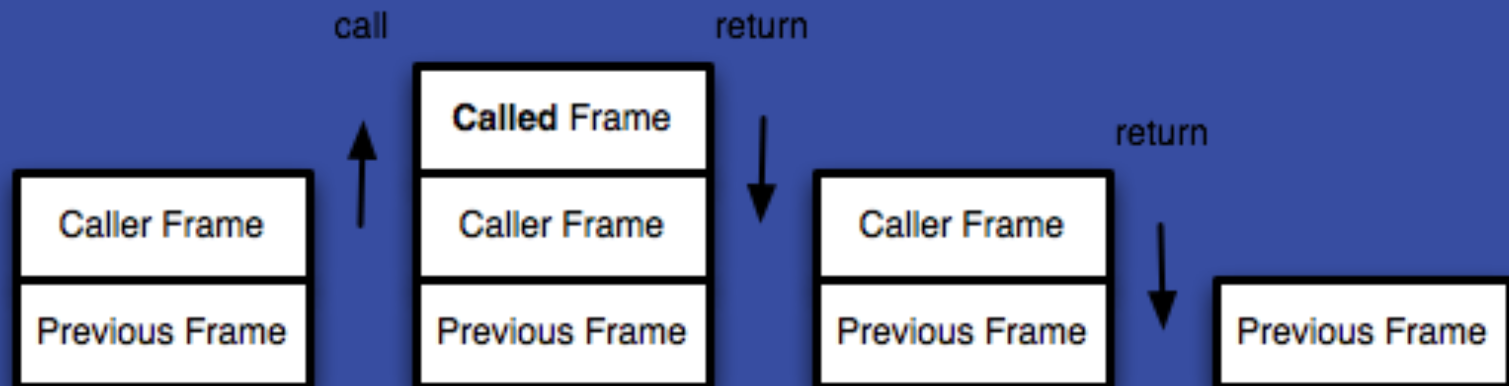 call
return
Called Frame
return
Caller Frame
Caller Frame
Caller Frame
Previous Frame
Previous Frame
Previous Frame
Previous Frame